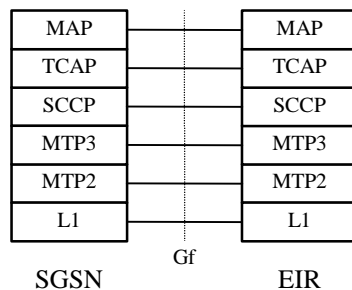 MAP MAP
TCAP TCAP
SCCP SCCP
MTP3 MTP3
MTP2 MTP2
L1 L1
Gf
SGSN EIR